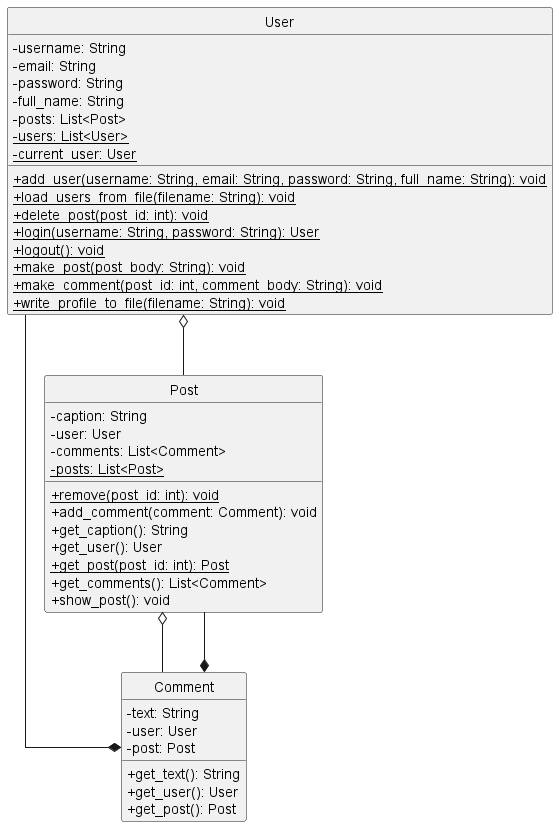 User
-username: String
-email: String
-password: String
-full_name: String
-posts: List<Post>
-users: List<User>
-current_user: User
+add_user(username: String, email: String, password: String, full_name: String): void
+load_users_from_file(filename: String): void
+delete_post(post_id: int): void
+login(username: String, password: String): User
+logout(): void
+make_post(post_body: String): void
+make_comment(post_id: int, comment_body: String): void
+write_profile_to_file(filename: String): void
Post
-caption: String
-user: User
-comments: List<Comment>
-posts: List<Post>
+remove(post_id: int): void
+add_comment(comment: Comment): void
+get_caption(): String
+get_user(): User
+get_post(post_id: int): Post
+get_comments(): List<Comment>
+show_post(): void
Comment
-text: String
-user: User
-post: Post
+get_text(): String
+get_user(): User
+get_post(): Post